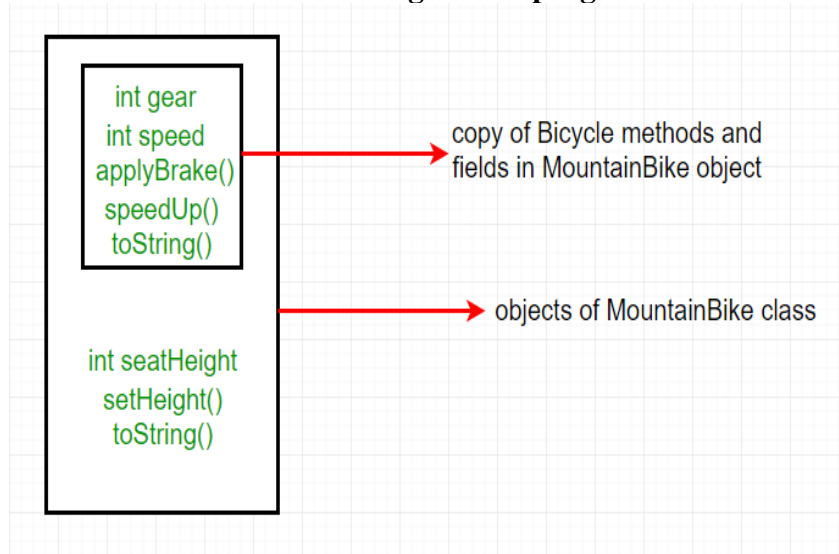 int gear
int speed
applyBrake()
speedUp()
toString()
copy of Bicycle methods and
fields in MountainBike object
objects of MountainBike class
int seatHeight
setHeight()
toString()